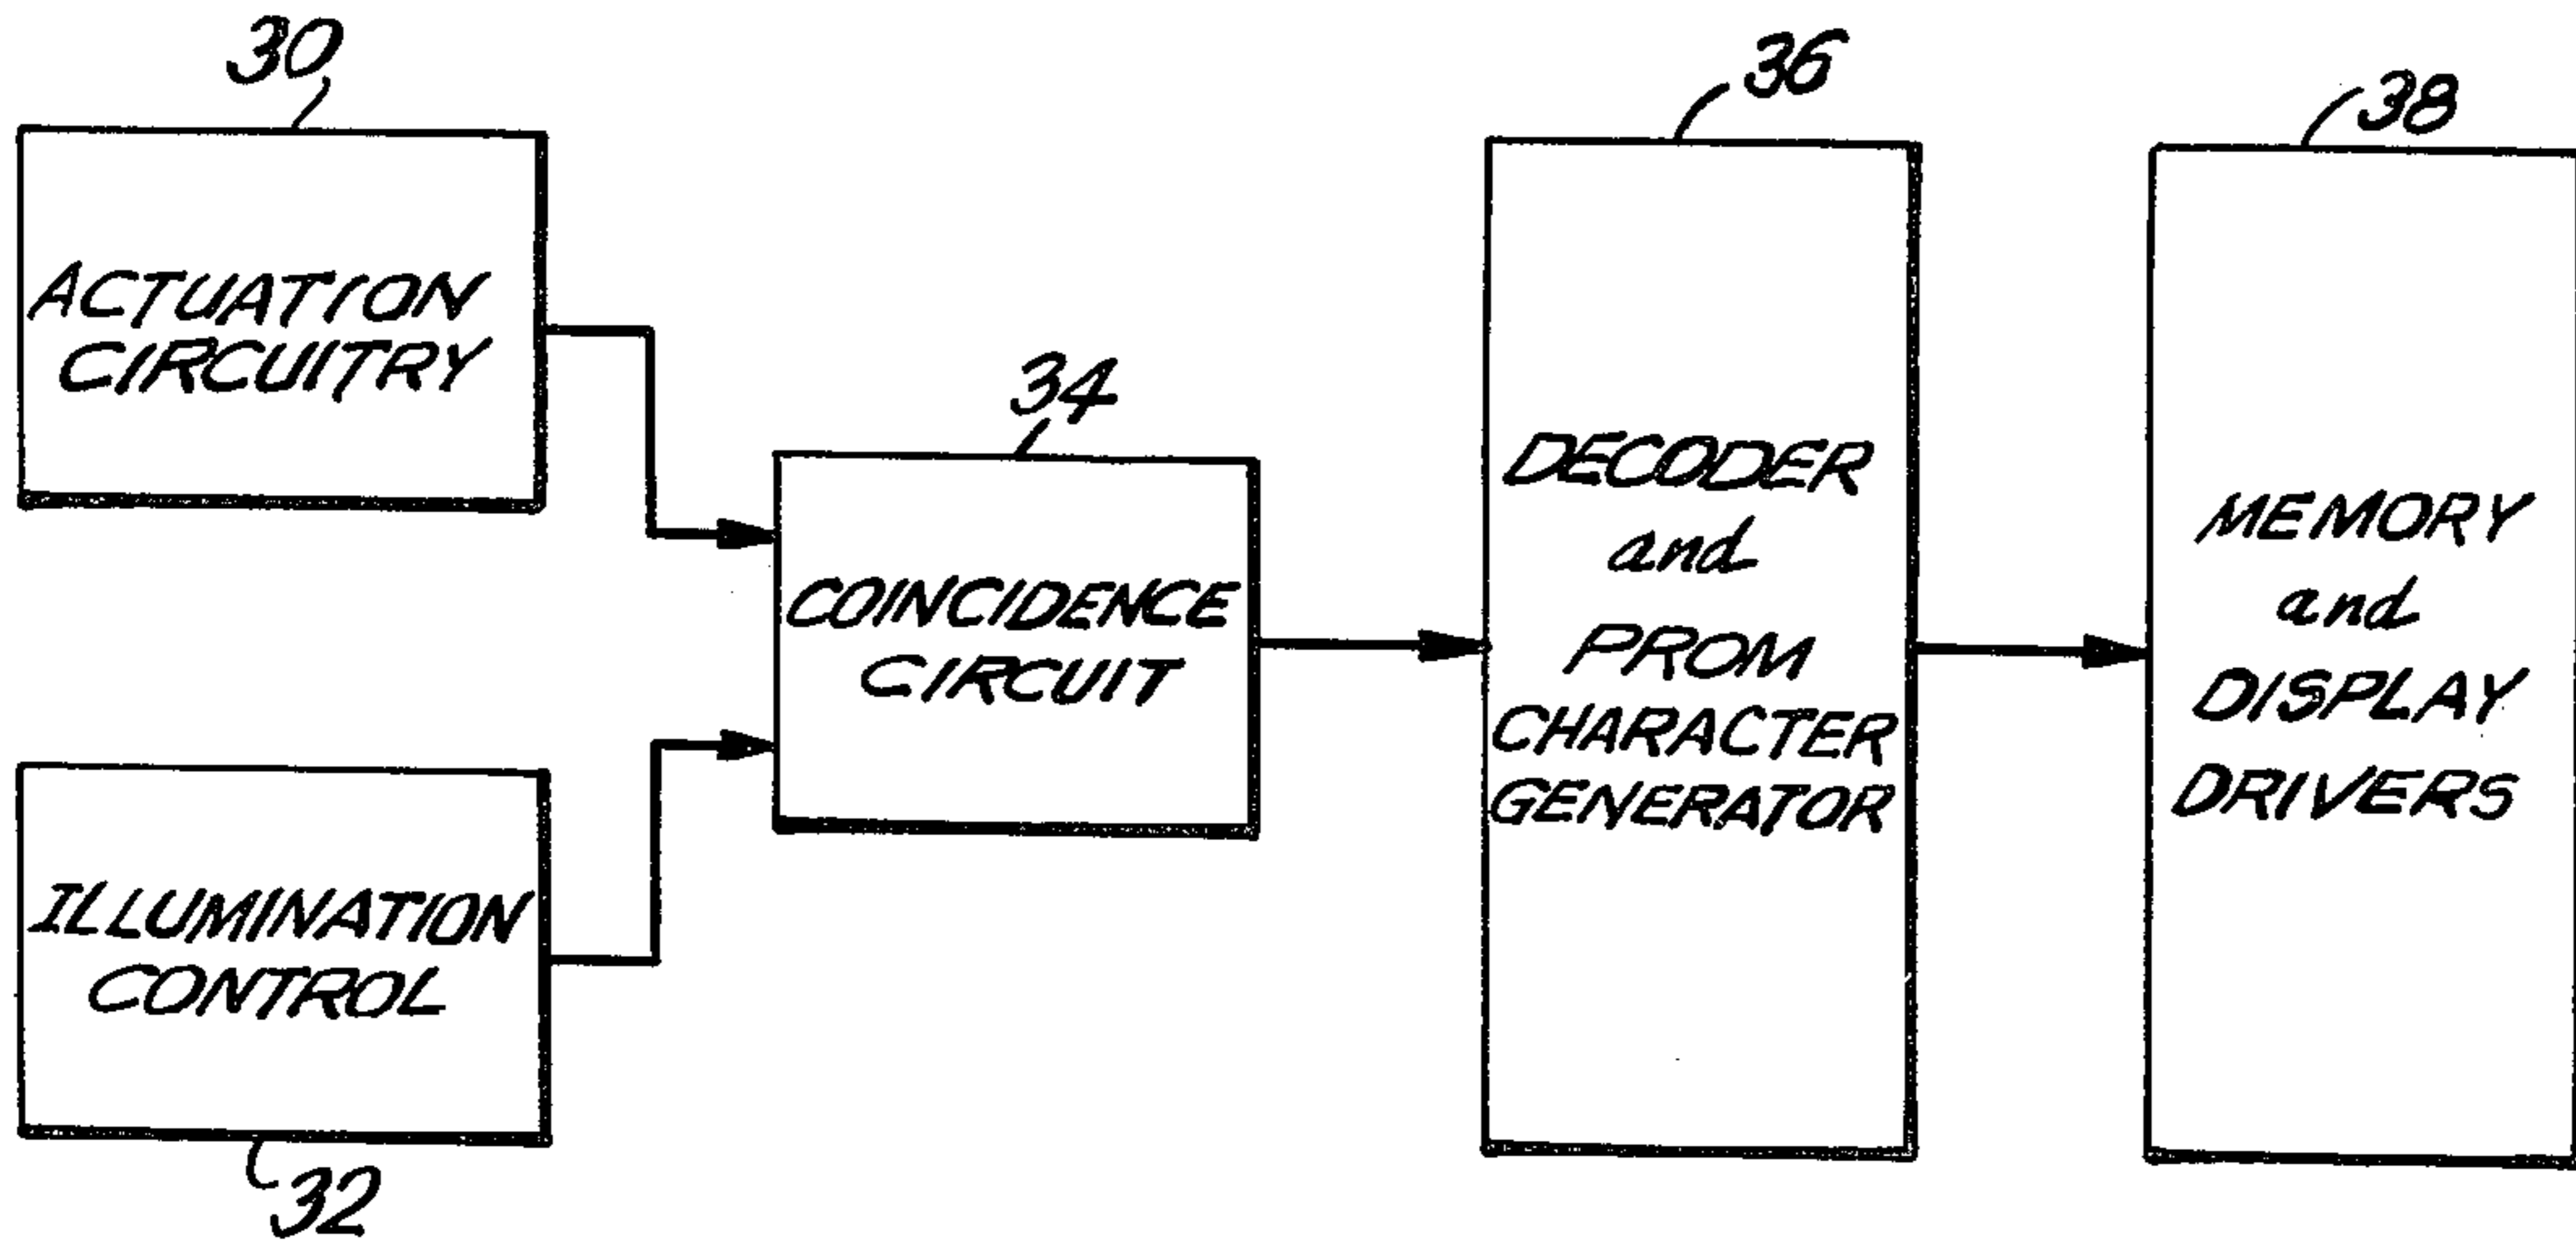 30
ACTUATION
CIRCUITRY
ILLUMINATION
CONTROL
32
34
COINCIDENCE
CIRCUIT
36
DECODER
and
PROM
CHARACTER
GENERATOR
38
MEMORY
and
DISPLAY
DRIVERS